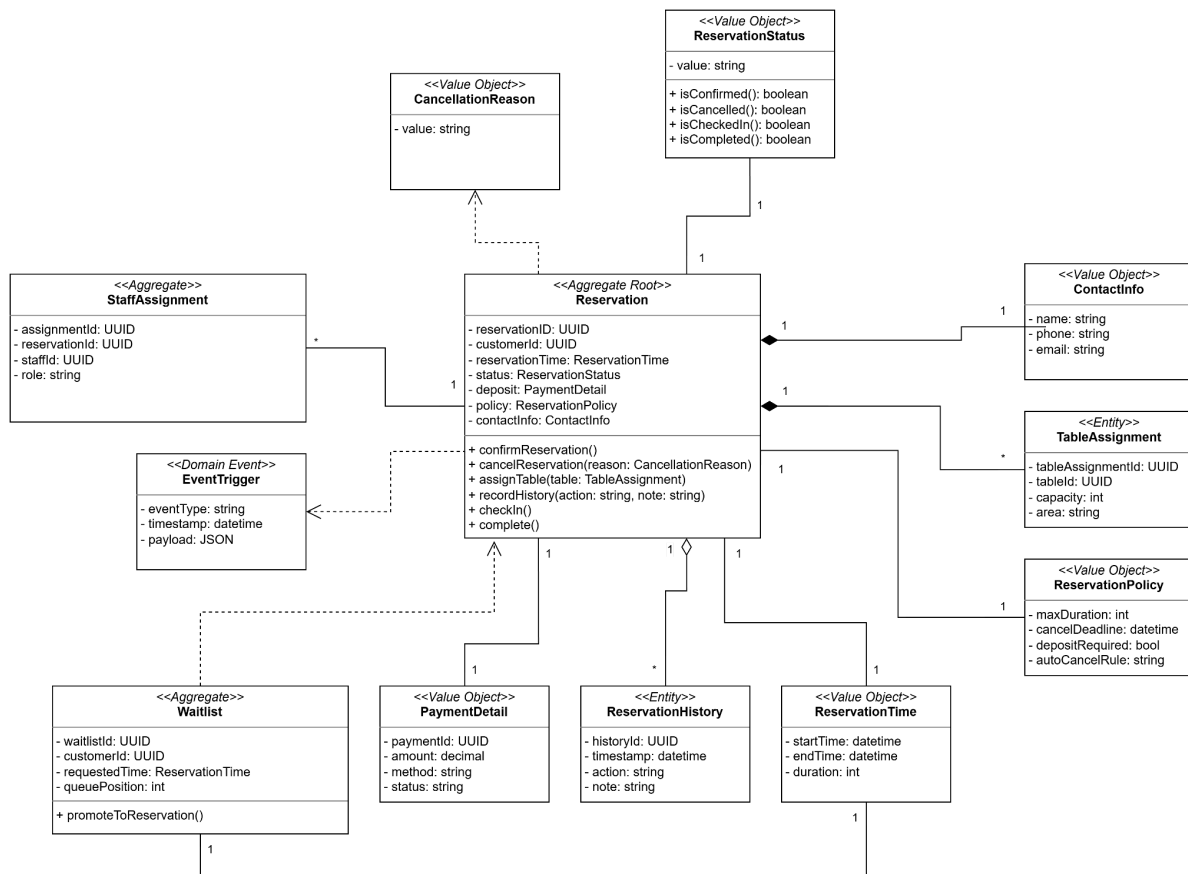 <<Value Object>>
ReservationStatus
- value: string
+ isConfirmed(): boolean
+ isCancelled(): boolean
+ isCheckedIn(): boolean
+ isCompleted(): boolean
1
1
<<Value Object>>
CancellationReason
- value: string
<<Aggregate>>
StaffAssignment
- assignmentId: UUID
- reservationId: UUID
- staffId: UUID
- role: string
*
1
<<Aggregate Root>>
Reservation
- reservationID: UUID
- customerId: UUID
- reservationTime: ReservationTime
- status: ReservationStatus
- deposit: PaymentDetail
- policy: ReservationPolicy
- contactInfo: ContactInfo
+ confirmReservation()
+ cancelReservation(reason: CancellationReason)
+ assignTable(table: TableAssignment)
+ recordHistory(action: string, note: string)
+ checkIn()
+ complete()
1
1
<<Value Object>>
ContactInfo
- name: string
- phone: string
- email: string
1
*
<<Entity>>
TableAssignment
- tableAssignmentId: UUID
- tableId: UUID
- capacity: int
- area: string
1
1
<<Value Object>>
ReservationPolicy
- maxDuration: int
- cancelDeadline: datetime
- depositRequired: bool
- autoCancelRule: string
<<Domain Event>>
EventTrigger
- eventType: string
- timestamp: datetime
- payload: JSON
1
1
1
1
*
1
<<Aggregate>>
Waitlist
- waitlistId: UUID
- customerId: UUID
- requestedTime: ReservationTime
- queuePosition: int
+ promoteToReservation()
1
<<Value Object>>
PaymentDetail
- paymentId: UUID
- amount: decimal
- method: string
- status: string
<<Entity>>
ReservationHistory
- historyId: UUID
- timestamp: datetime
- action: string
- note: string
<<Value Object>>
ReservationTime
- startTime: datetime
- endTime: datetime
- duration: int
1